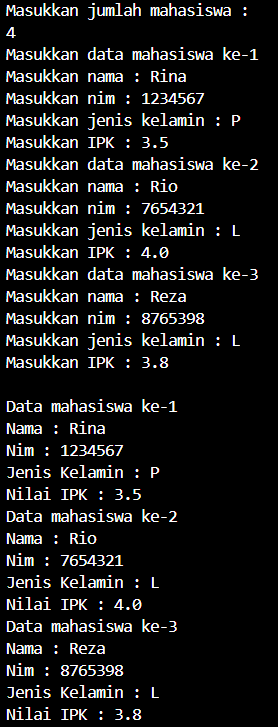 Masukkan jumlah mahasiswa :
4
Masukkan data mahasiswa ke-1
Masukkan nama : Rina
Masukkan nim : 1234567
Masukkan jenis kelamin : P
Masukkan IPK : 3.5
Masukkan data mahasiswa ke-2
Masukkan nama : Rio
Masukkan nim : 7654321
Masukkan jenis kelamin : L
Masukkan IPK : 4.0
Masukkan data mahasiswa ke-3
Masukkan nama : Reza
Masukkan nim : 8765398
Masukkan jenis kelamin : L
Masukkan IPK : 3.8

Data mahasiswa ke-1
Nama : Rina
Nim : 1234567
Jenis Kelamin : P
Nilai IPK : 3.5
Data mahasiswa ke-2
Nama : Rio
Nim : 7654321
Jenis Kelamin : L
Nilai IPK : 4.0
Data mahasiswa ke-3
Nama : Reza
Nim : 8765398
Jenis Kelamin : L
Nilai IPK : 3.8